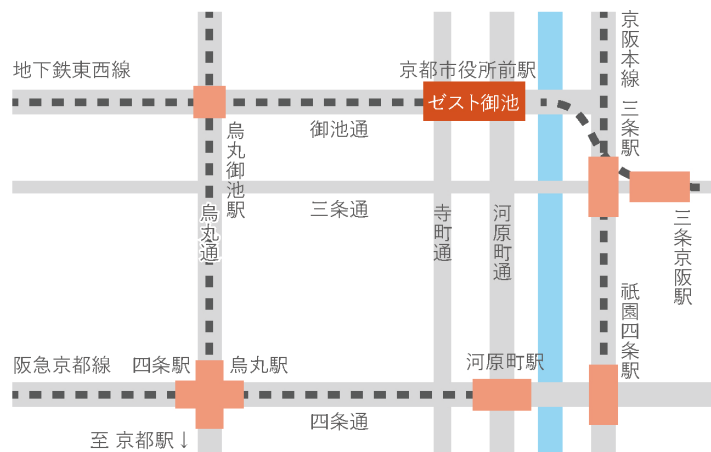 地下鉄東西線
京都市役所前駅
ゼスト御池
京阪本線
三条駅
烏丸御池駅
御池通
烏丸通
三条通
寺町通
河原町通
三条京阪駅
祇園四条駅
阪急京都線
四条駅
烏丸駅
河原町駅
四条通
至 京都駅↓